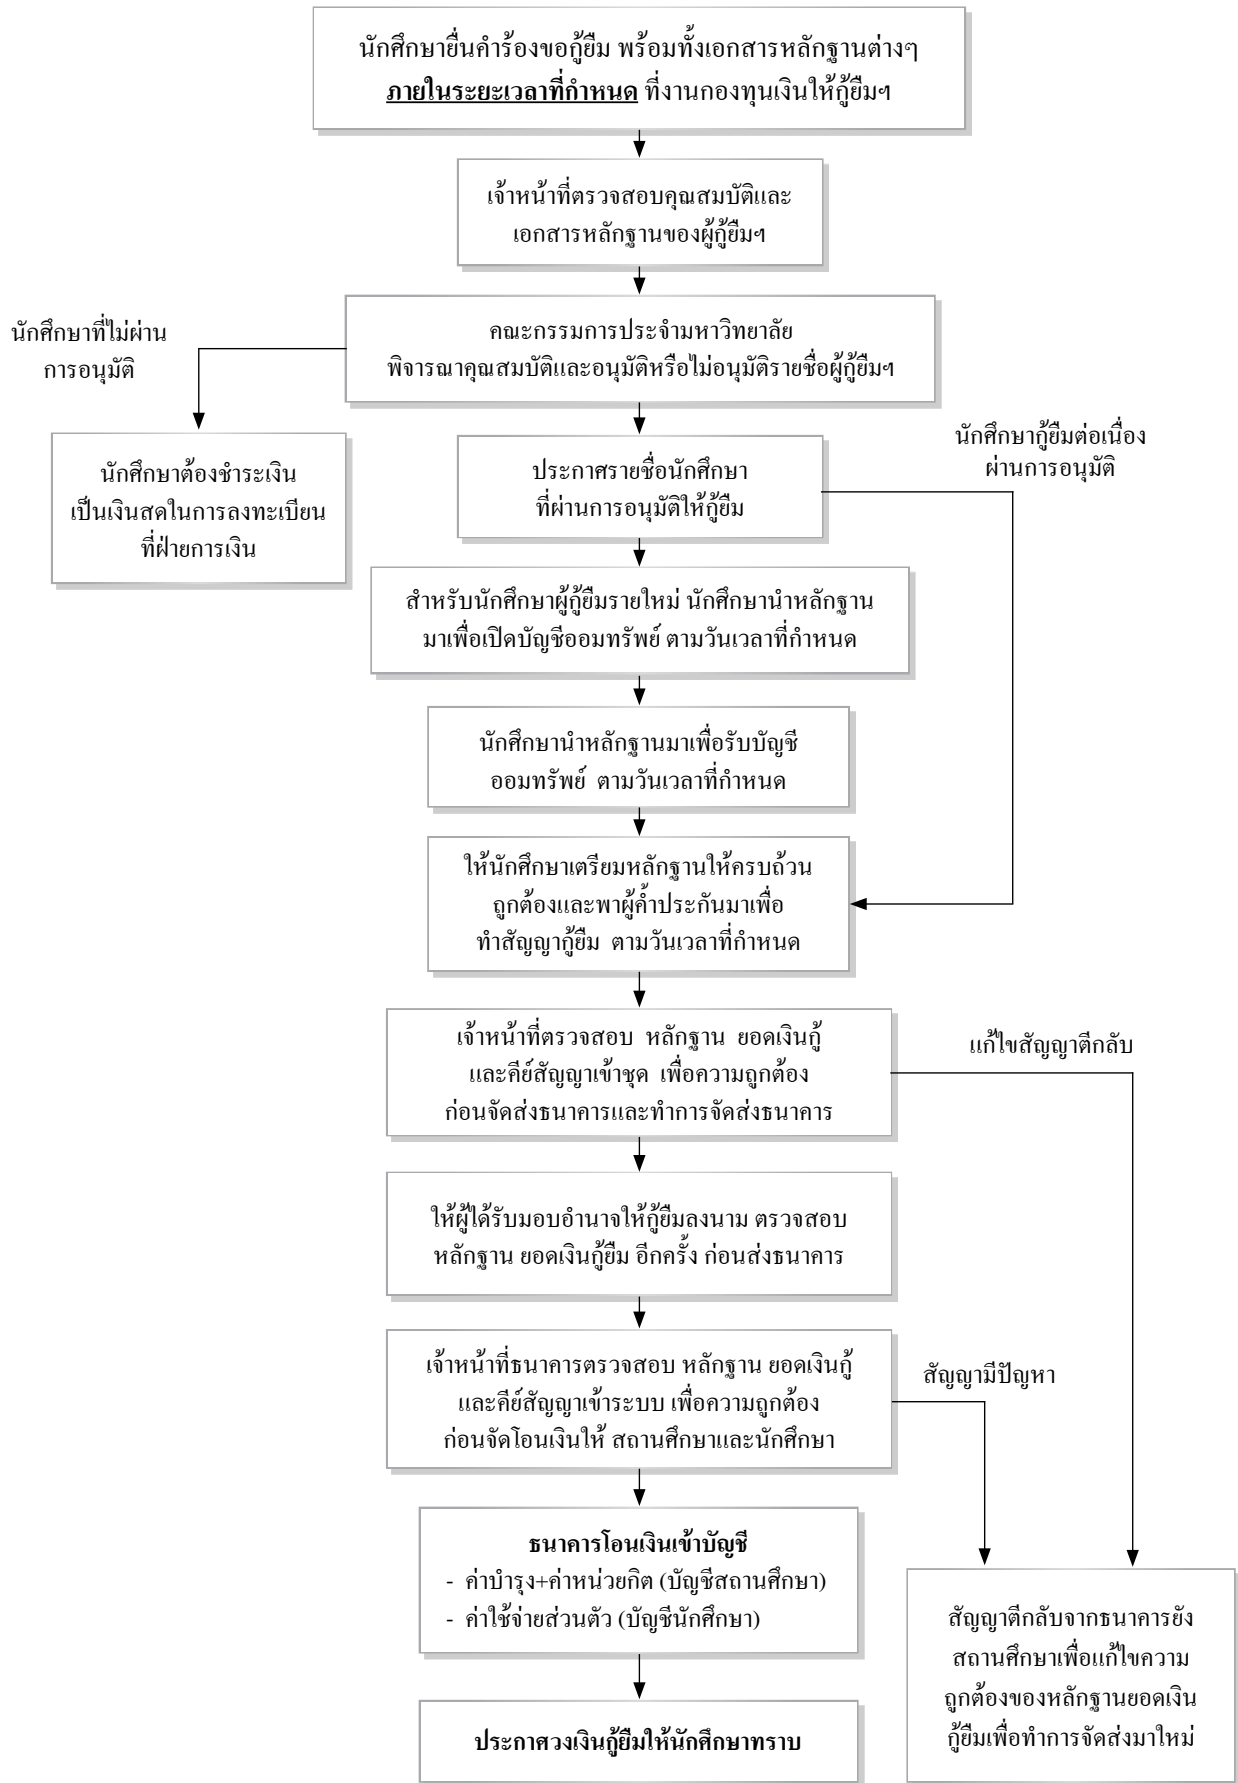 นักศึกษายื่นคำร้องขอกู้ยืม พร้อมทั้งเอกสารหลักฐานต่างๆ
ภายในระยะเวลาที่กำหนด ที่งานกองทุนเงินให้กู้ยืมฯ
เจ้าหน้าที่ตรวจสอบคุณสมบัติและ
เอกสารหลักฐานของผู้กู้ยืมฯ
คณะกรรมการประจำมหาวิทยาลัย
พิจารณาคุณสมบัติและอนุมัติหรือไม่อนุมัติรายชื่อผู้กู้ยืมฯ
นักศึกษาที่ไม่ผ่าน
การอนุมัติ
นักศึกษาต้องชำระเงิน
เป็นเงินสดในการลงทะเบียน
ที่ฝ่ายการเงิน
ประกาศรายชื่อนักศึกษา
ที่ผ่านการอนุมัติให้กู้ยืม
นักศึกษากู้ยืมต่อเนื่อง
ผ่านการอนุมัติ
สำหรับนักศึกษาผู้กู้ยืมรายใหม่ นักศึกษานำหลักฐาน
มาเพื่อเปิดบัญชีออมทรัพย์ ตามวันเวลาที่กำหนด
นักศึกษานำหลักฐานมาเพื่อรับบัญชี
ออมทรัพย์ ตามวันเวลาที่กำหนด
ให้นักศึกษาเตรียมหลักฐานให้ครบถ้วน
ถูกต้องและพาผู้ค้ำประกันมาเพื่อ
ทำสัญญากู้ยืม ตามวันเวลาที่กำหนด
เจ้าหน้าที่ตรวจสอบ หลักฐาน ยอดเงินกู้
และคีย์สัญญาเข้าชุด เพื่อความถูกต้อง
ก่อนจัดส่งธนาคารและทำการจัดส่งธนาคาร
แก้ไขสัญญาตีกลับ
ให้ผู้ได้รับมอบอำนาจให้กู้ยืมลงนาม ตรวจสอบ
หลักฐาน ยอดเงินกู้ยืม อีกครั้ง ก่อนส่งธนาคาร
เจ้าหน้าที่ธนาคารตรวจสอบ หลักฐาน ยอดเงินกู้
และคีย์สัญญาเข้าระบบ เพื่อความถูกต้อง
ก่อนจัดโอนเงินให้ สถานศึกษาและนักศึกษา
สัญญามีปัญหา
ธนาคารโอนเงินเข้าบัญชี
- ค่าบำรุง+ค่าหน่วยกิต (บัญชีสถานศึกษา)
- ค่าใช้จ่ายส่วนตัว (บัญชีนักศึกษา)
สัญญาตีกลับจากธนาคารยัง
สถานศึกษาเพื่อแก้ไขความ
ถูกต้องของหลักฐานยอดเงิน
กู้ยืมเพื่อทำการจัดส่งมาใหม่
ประกาศวงเงินกู้ยืมให้นักศึกษาทราบ